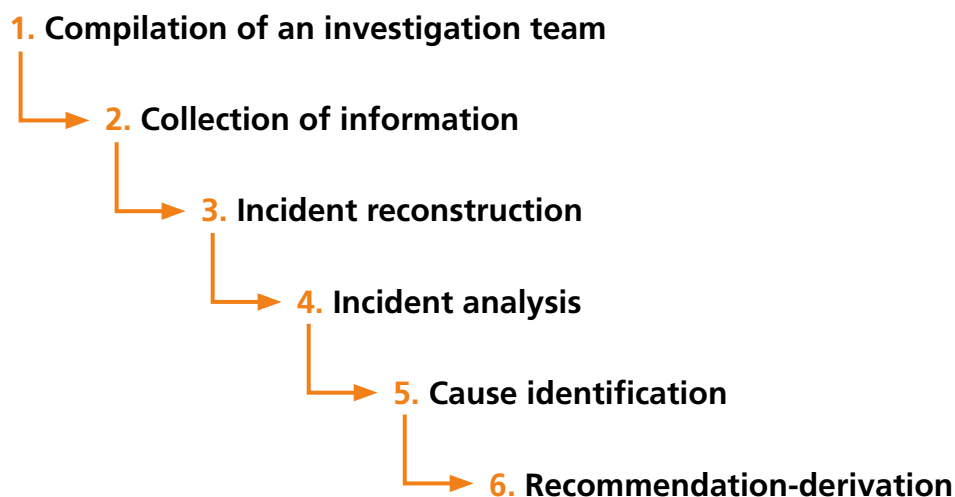 1. Compilation of an investigation team
2. Collection of information
3. Incident reconstruction
4. Incident analysis
5. Cause identification
6. Recommendation-derivation